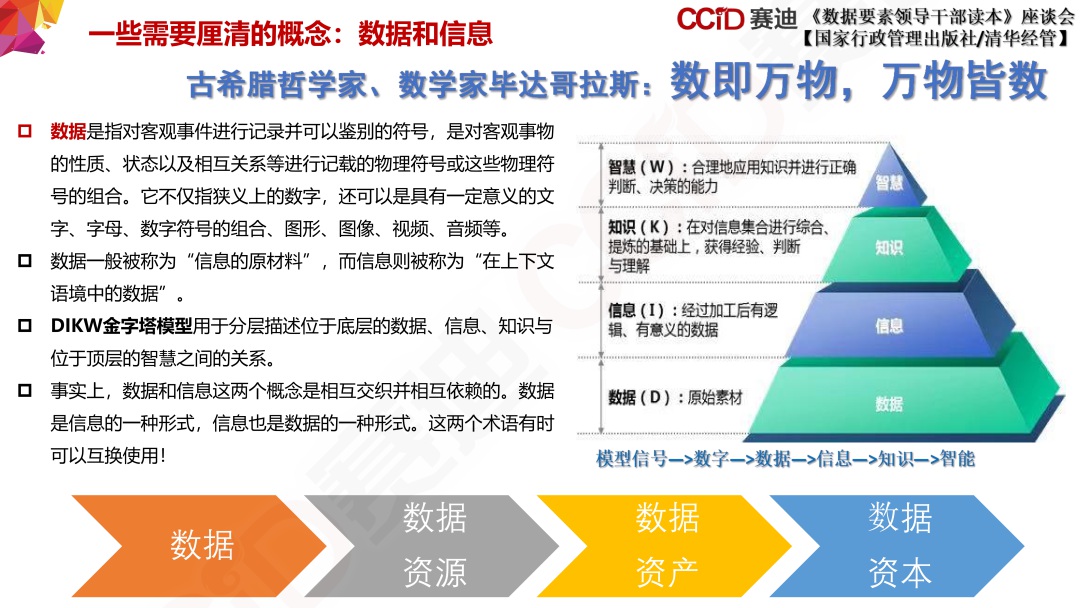 一些需要厘清的概念：数据和信息
CCID 赛迪 《数据要素领导干部读本》座谈会
【国家行政管理出版社/清华经管】
古希腊哲学家、数学家毕达哥拉斯：数即万物，万物皆数
数据是指对客观事件进行记录并可以鉴别的符号，是对客观事物
的性质、状态以及相互关系等进行记载的物理符号或这些物理符
号的组合。它不仅指狭义上的数字，还可以是具有一定意义的文
字、字母、数字符号的组合、图形、图像、视频、音频等。
数据一般被称为“信息的原材料”，而信息则被称为“在上下文
语境中的数据”。
DIKW金字塔模型用于分层描述位于底层的数据、信息、知识与
位于顶层的智慧之间的关系。
事实上，数据和信息这两个概念是相互交织并相互依赖的。数据
是信息的一种形式，信息也是数据的一种形式。这两个术语有时
可以互换使用！
智慧（W）：合理地应用知识并进行正确
判断、决策的能力
智慧
知识（K）：在对信息集合进行综合、
提炼的基础上，获得经验、判断
与理解
知识
信息（I）：经过加工后有逻
辑、有意义的数据
信息
数据（D）：原始素材
数据
模型信号—>数字—>数据—>信息—>知识—>智能
数据
数据
资源
数据
资产
数据
资本